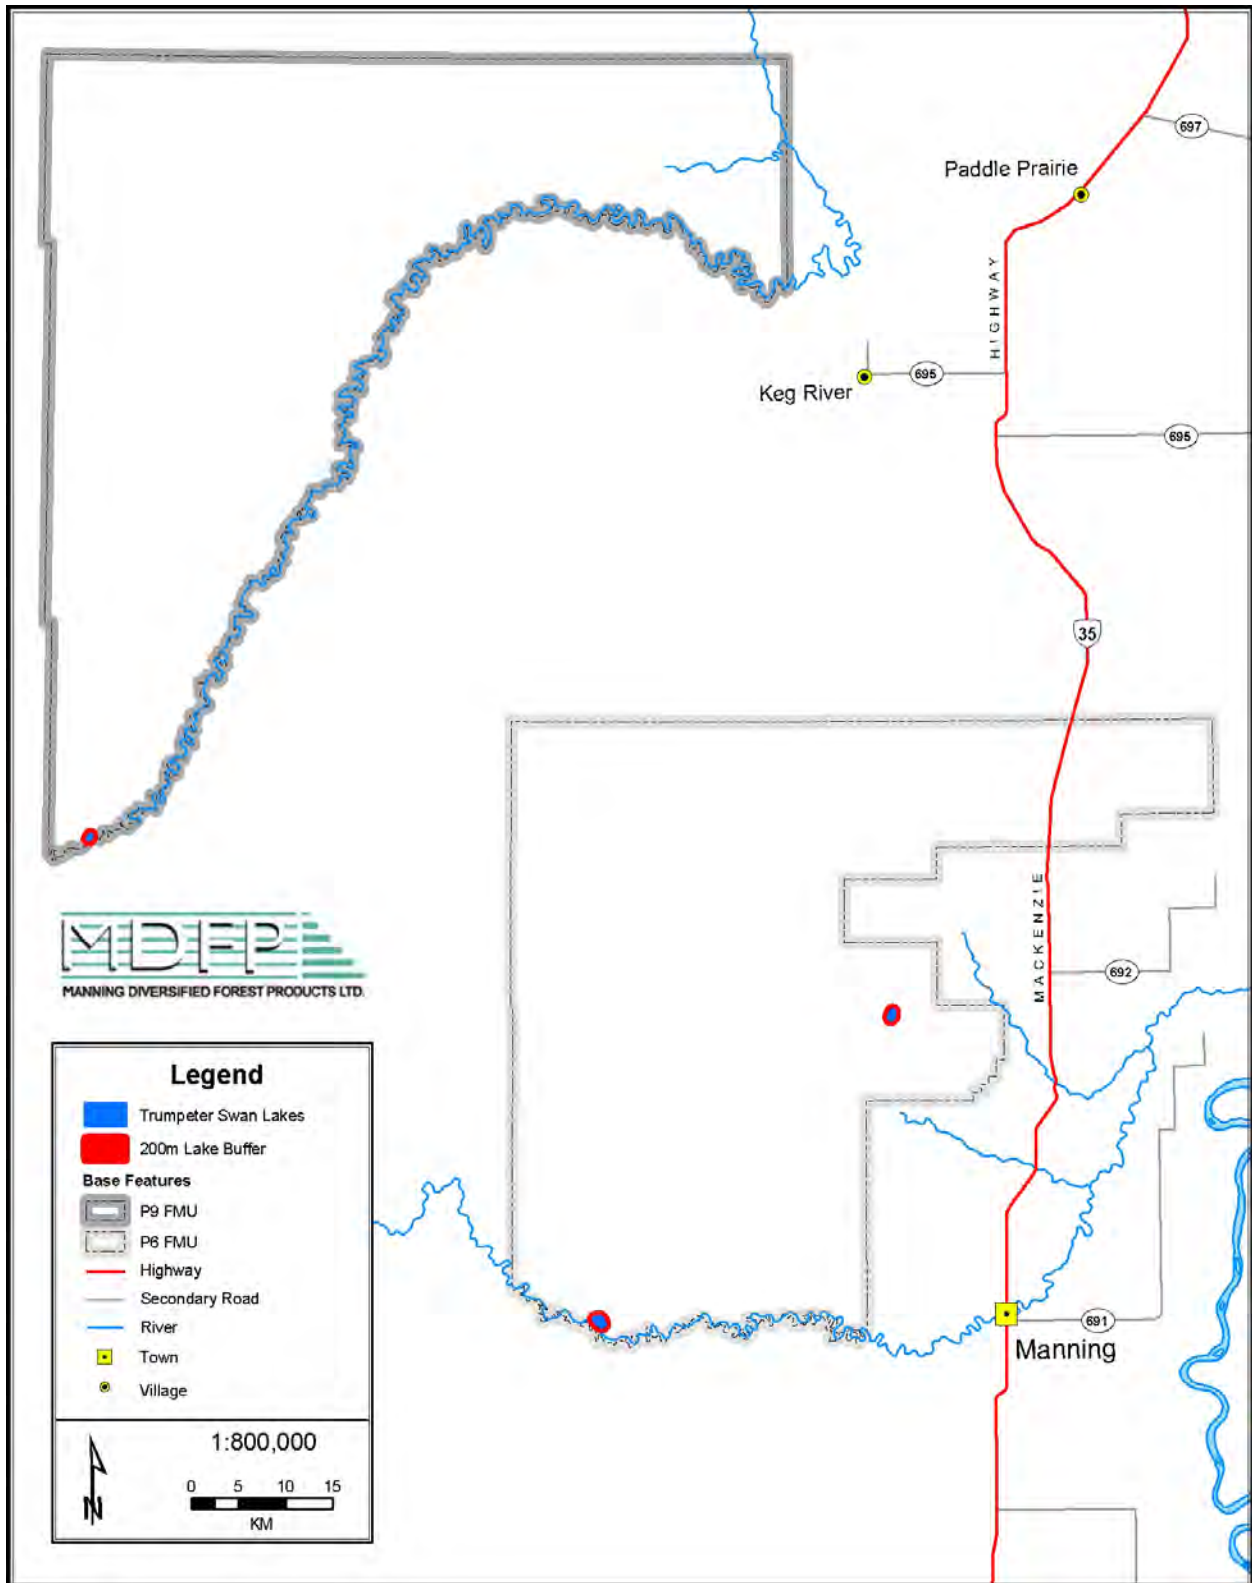 697
Paddle Prairie
HIGHWAY
695
Keg River
695
35
MACKENZIE
692
MDFP
MANNING DIVERSIFIED FOREST PRODUCTS LTD.
Legend
Trumpeter Swan Lakes
200m Lake Buffer
Base Features
P9 FMU
P6 FMU
Highway
Secondary Road
River
Town
Village
691
Manning
1:800,000
0 5 10 15
KM
N